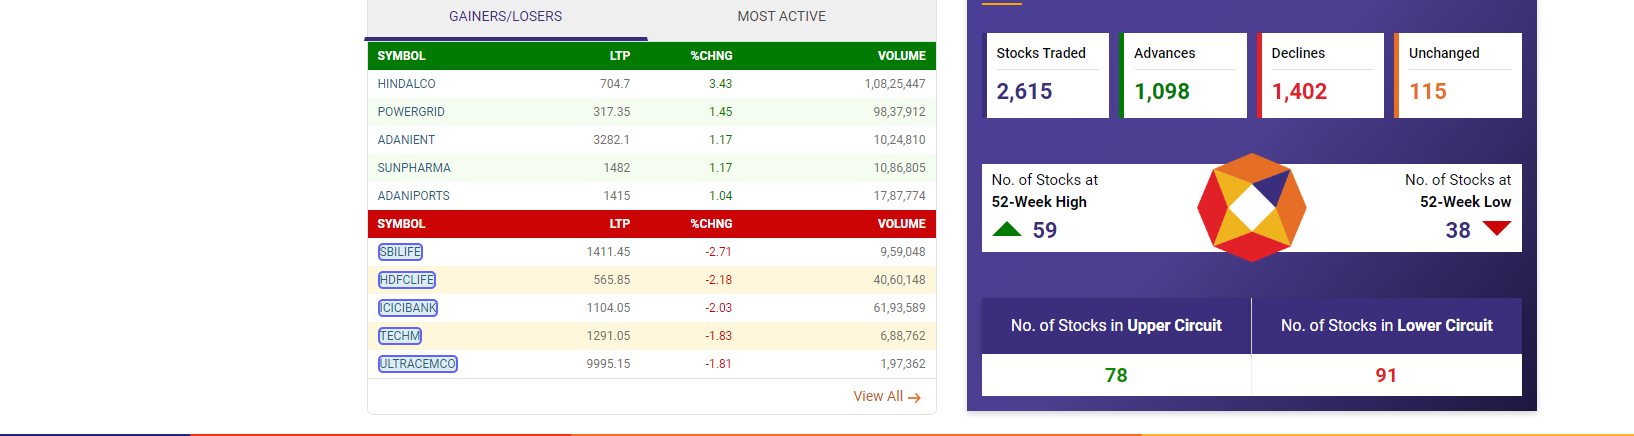 GAINERS/LOSERS MOST ACTIVE
SYMBOL LTP %CHNG VOLUME
HINDALCO 704.7 3.43 1,08,25,447
POWERGRID 317.35 1.45 98,37,912
ADANIENT 3282.1 1.17 10,24,810
SUNPHARMA 1482 1.17 10,86,805
ADANIPORTS 1415 1.04 17,87,774
SYMBOL LTP %CHNG VOLUME
SBILIFE 1411.45 -2.71 9,59,048
HDFCLIFE 565.85 -2.18 40,60,148
ICICIBANK 1104.05 -2.03 61,93,589
TECHM 1291.05 -1.83 6,88,762
ULTRACEMCO 9995.15 -1.81 1,97,362
View All
Stocks Traded Advances Declines Unchanged
2,615 1,098 1,402 115
No. of Stocks at No. of Stocks at
52-Week High 52-Week Low
59 38
No. of Stocks in Upper Circuit No. of Stocks in Lower Circuit
78 91